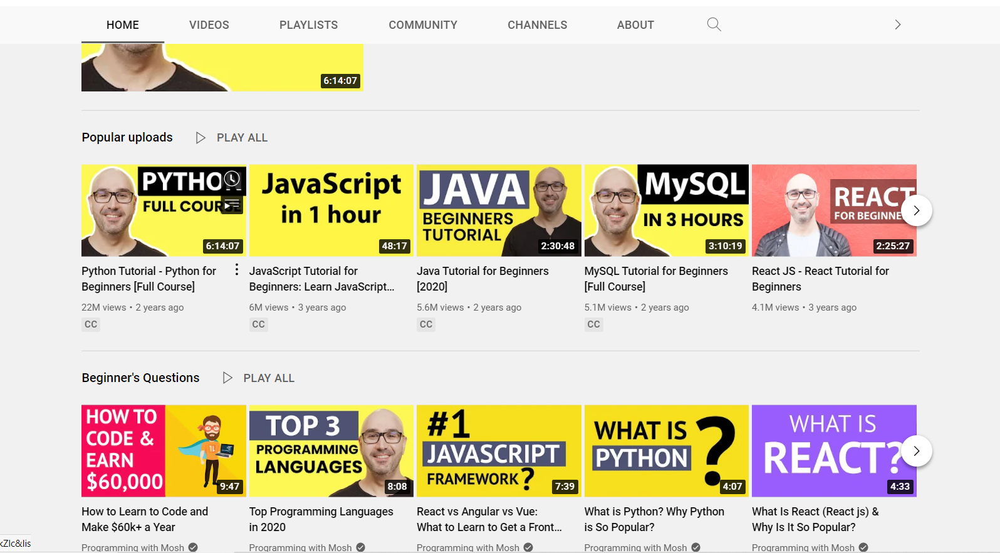 HOME VIDEOS PLAYLISTS COMMUNITY CHANNELS ABOUT
6:14:07
Popular uploads PLAY ALL
PYTHO
FULL COURSE
6:14:07
JavaScript
in 1 hour
48:17
JAVA
BEGINNERS
TUTORIAL
2:30:48
MySQL
IN 3 HOURS
3:10:19
REACT
FOR BEGINNE
2:25:27
Python Tutorial - Python for
Beginners [Full Course]
22M views • 2 years ago
CC
JavaScript Tutorial for
Beginners: Learn JavaScript...
6M views • 3 years ago
CC
Java Tutorial for Beginners
[2020]
5.6M views • 2 years ago
CC
MySQL Tutorial for Beginners
[Full Course]
5.1M views • 2 years ago
CC
React JS - React Tutorial for
Beginners
4.1M views • 3 years ago
Beginner's Questions PLAY ALL
HOW TO
CODE &
EARN
$60,000
9:47
TOP 3
PROGRAMMING
LANGUAGES
8:08
#1
JAVASCRIPT
FRAMEWORK?
7:39
WHAT IS
PYTHON ?
4:07
WHAT IS
REACT?
4:33
How to Learn to Code and
Make $60k+ a Year
Programming with Mosh
Top Programming Languages
in 2020
Programming with Mosh
React vs Angular vs Vue:
What to Learn to Get a Front...
Programming with Mosh
What is Python? Why Python
is So Popular?
Programming with Mosh
What Is React (React js) &
Why Is It So Popular?
Programming with Mosh